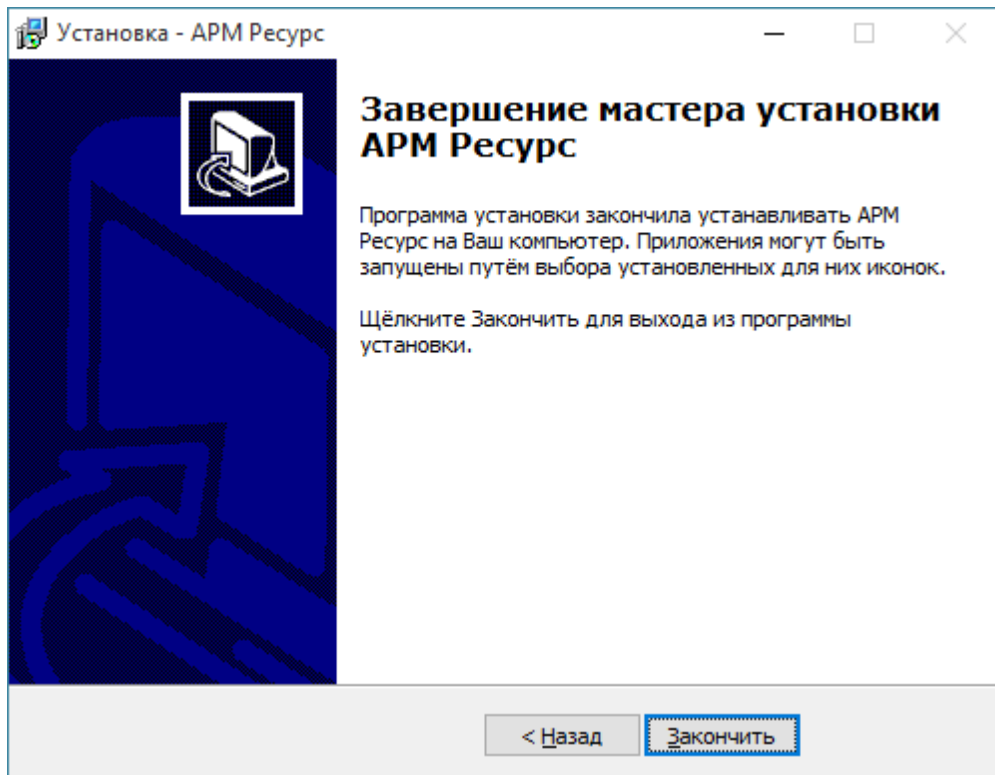 Установка - АРМ Ресурс
Завершение мастера установки
АРМ Ресурс
Программа установки закончила устанавливать АРМ
Ресурс на Ваш компьютер. Приложения могут быть
запущены путём выбора установленных для них иконок.
Щёлкните Закончить для выхода из программы
установки.
< Назад
Закончить